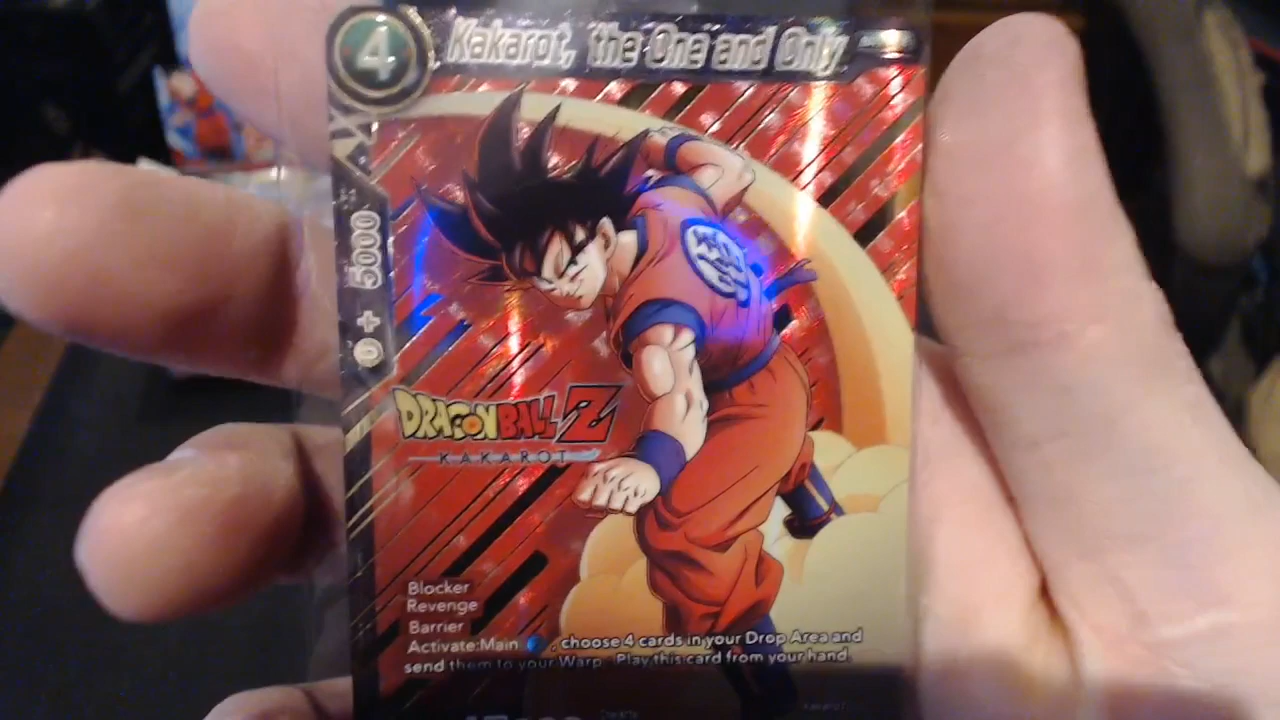 4 Kakarot, the One and Only
0 + 5000
DRAGON BALL Z
KAKAROT
Blocker
Revenge
Barrier
Activate:Main , choose 4 cards in your Drop Area and
send them to your Warp. Play this card from your hand.
Kakarot